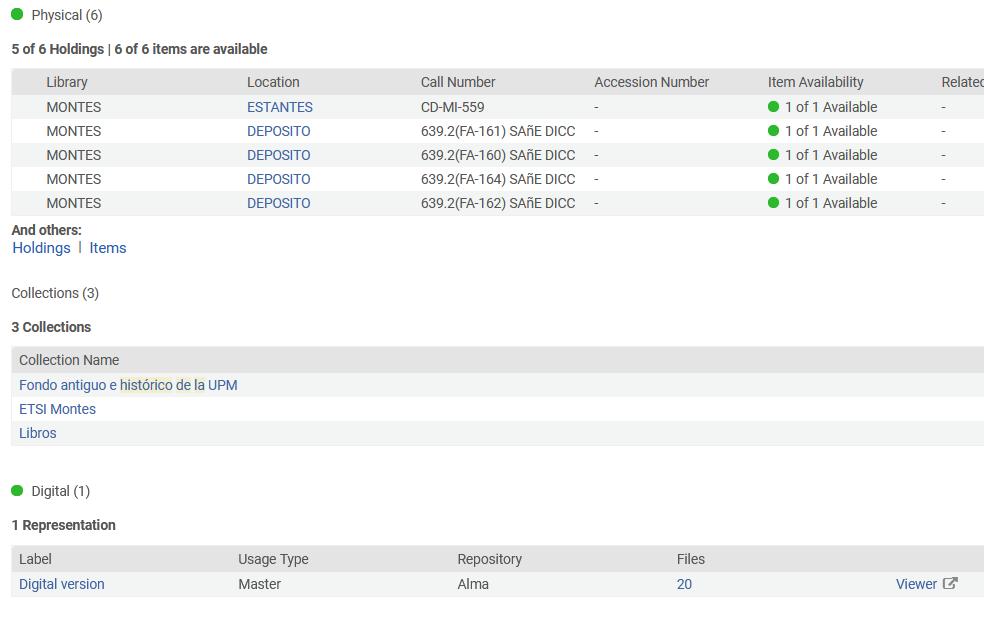 Physical (6)
5 of 6 Holdings | 6 of 6 items are available
Library Location Call Number Accession Number Item Availability Related
MONTES ESTANTES CD-MI-559 - 1 of 1 Available -
MONTES DEPOSITO 639.2(FA-161) SAñE DICC - 1 of 1 Available -
MONTES DEPOSITO 639.2(FA-160) SAñE DICC - 1 of 1 Available -
MONTES DEPOSITO 639.2(FA-164) SAñE DICC - 1 of 1 Available -
MONTES DEPOSITO 639.2(FA-162) SAñE DICC - 1 of 1 Available -
And others:
Holdings | Items
Collections (3)
3 Collections
Collection Name
Fondo antiguo e histórico de la UPM
ETSI Montes
Libros
Digital (1)
1 Representation
Label Usage Type Repository Files
Digital version Master Alma 20 Viewer